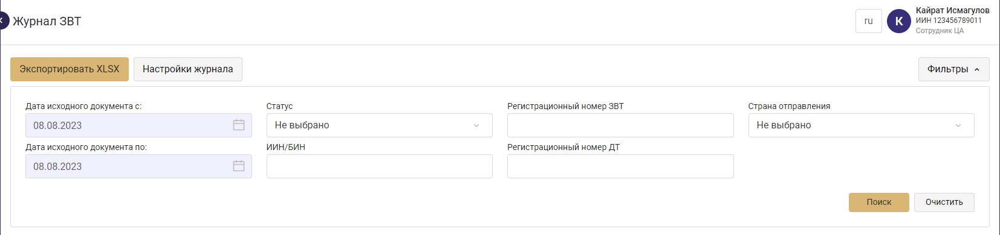 Журнал ЗВТ
ru
К
Кайрат Исмагулов
ИИН 123456789011
Сотрудник ЦА
Экспортировать XLSX
Настройки журнала
Фильтры
Дата исходного документа с:
Статус
Регистрационный номер ЗВТ
Страна отправления
08.08.2023
Не выбрано
Не выбрано
Дата исходного документа по:
ИИН/БИН
Регистрационный номер ДТ
08.08.2023
Поиск
Очистить